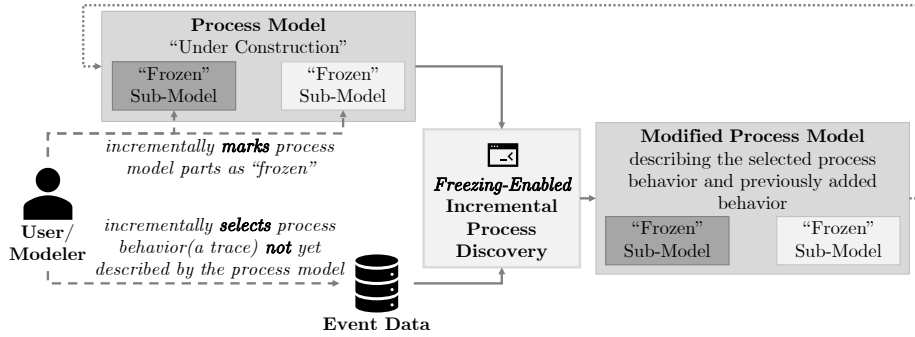 Process Model
“Under Construction”
“Frozen”
Sub-Model
“Frozen”
Sub-Model
incrementally marks process
model parts as “frozen”
User/
Modeler
incrementally selects process
behavior(a trace) not yet
described by the process model
Event Data
Freezing-Enabled
Incremental
Process
Discovery
Modified Process Model
describing the selected process
behavior and previously added
behavior
“Frozen”
Sub-Model
“Frozen”
Sub-Model